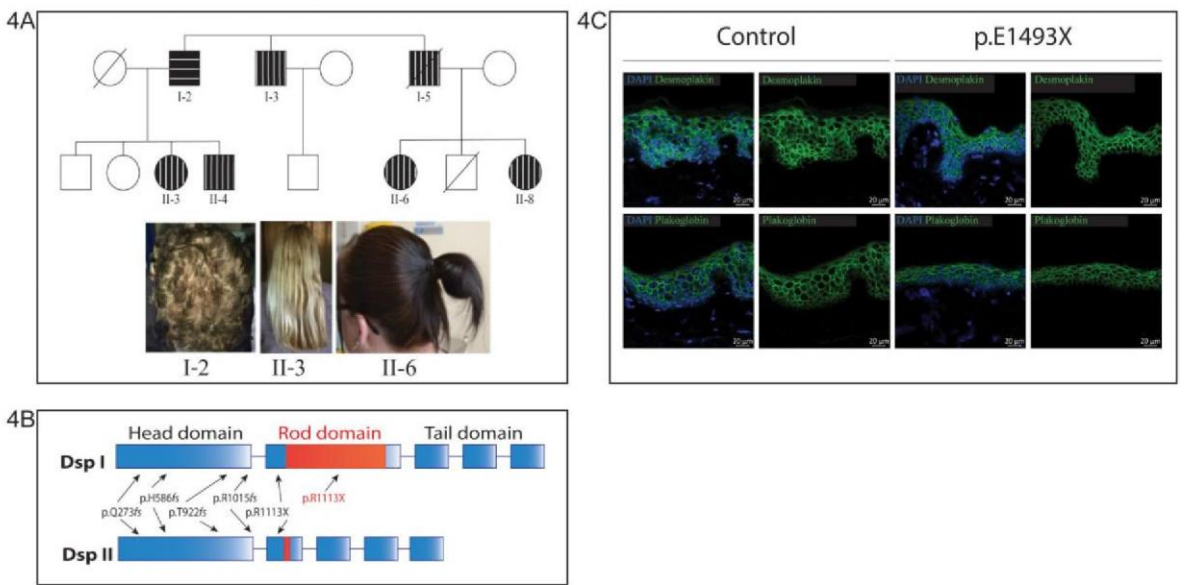 4A
I-2 I-3 I-5
II-3 II-4 II-6 II-8
I-2 II-3 II-6
4B
Head domain Rod domain Tail domain
Dsp I
p.H586fs p.R1015fs p.R1113X
p.Q273fs p.T922fs p.R1113X
Dsp II
4C
Control p.E1493X
DAPI Desmoplakin Desmoplakin DAPI Desmoplakin Desmoplakin
20 µm 20 µm 20 µm 20 µm
DAPI Plakoglobin Plakoglobin DAPI Plakoglobin Plakoglobin
20 µm 20 µm 20 µm 20 µm